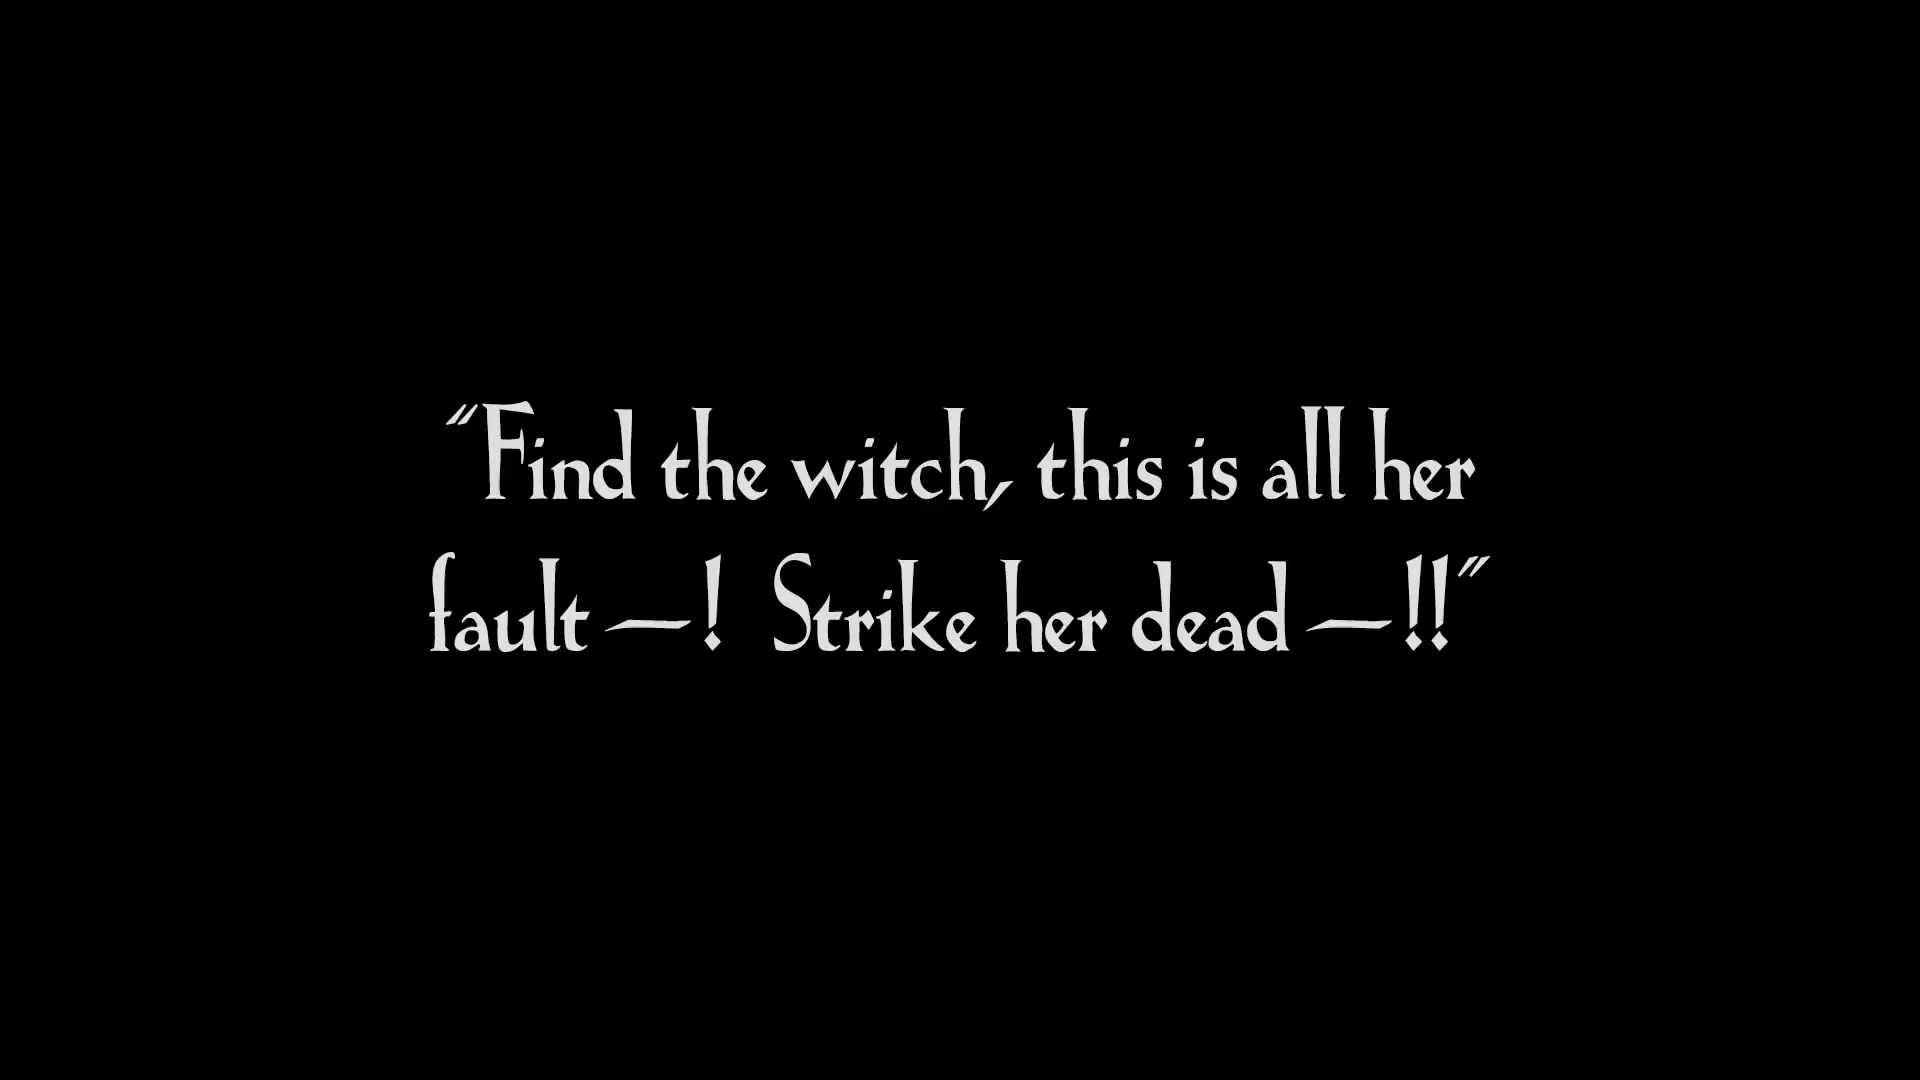 “Find the witch, this is all her
fault—! Strike her dead—!!”